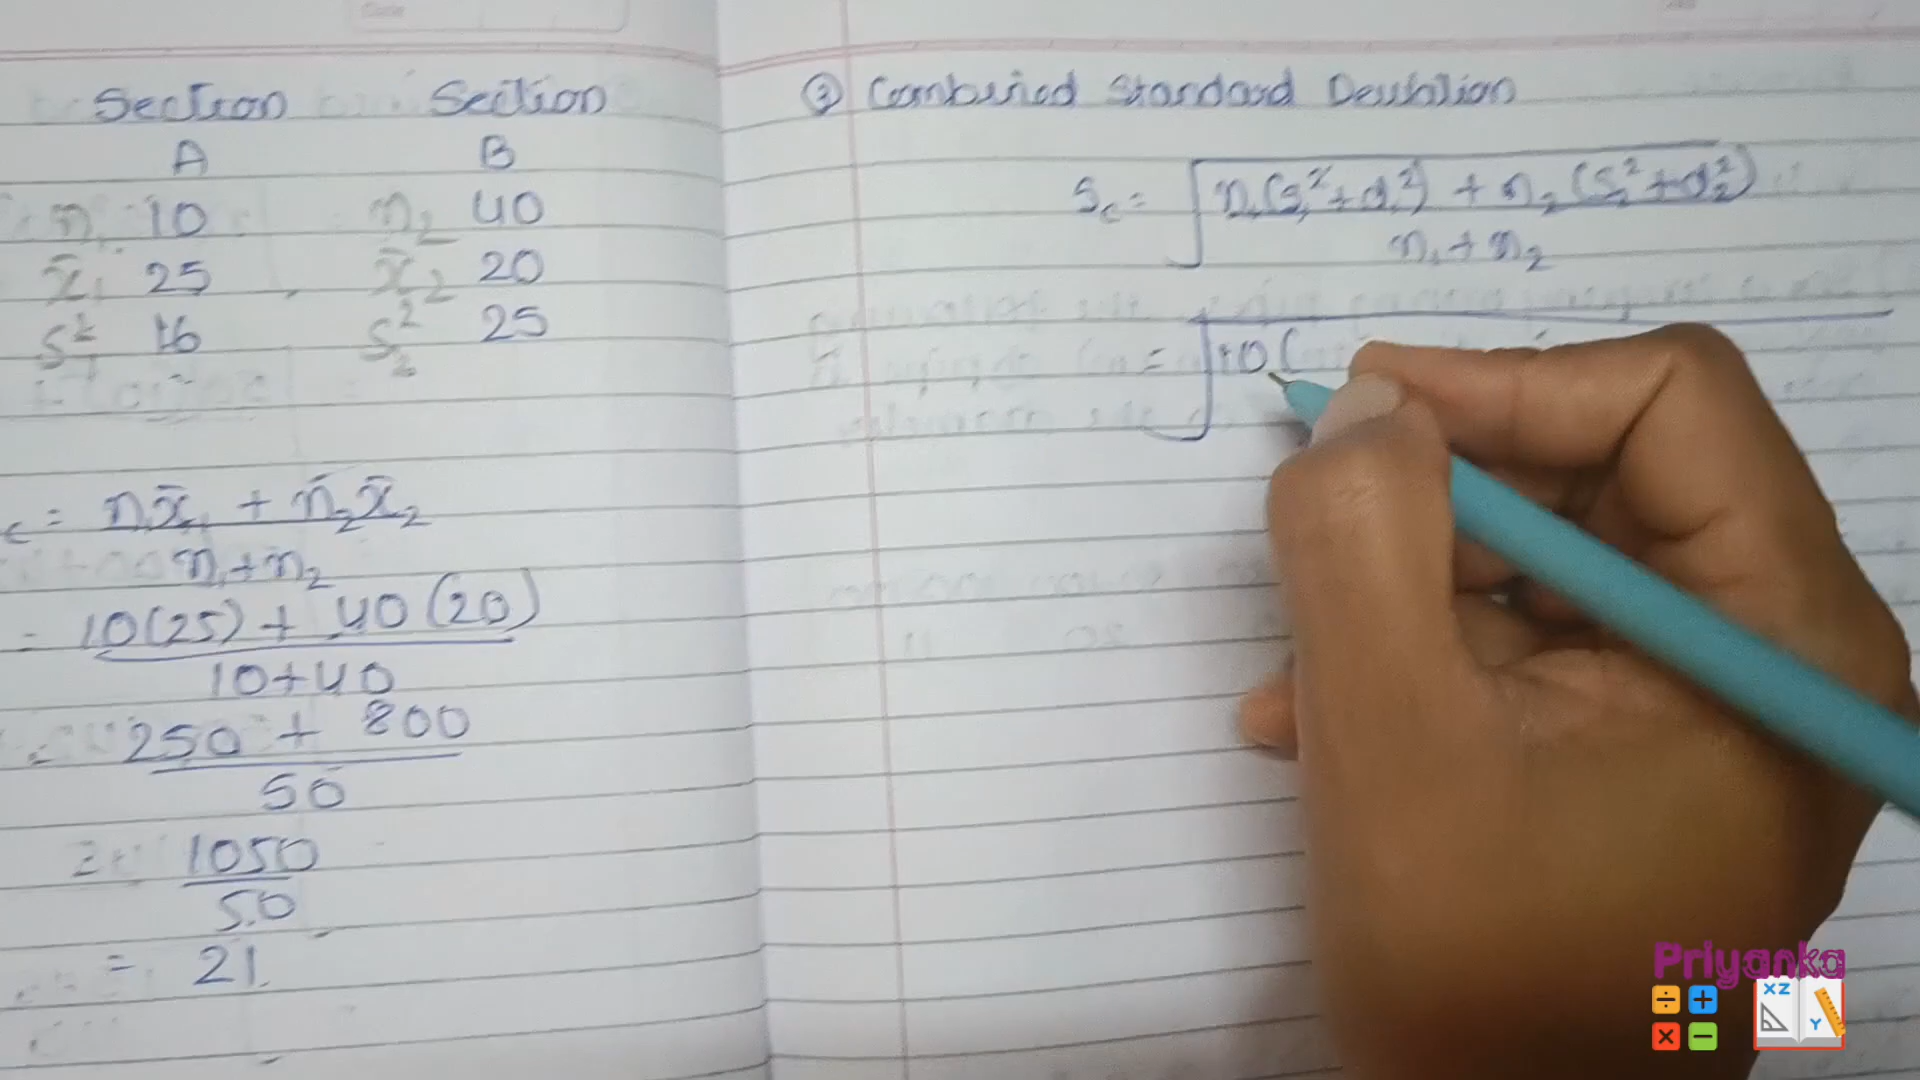 Section Section
A B
n₁ 10 n₂ 40
x̄₁ 25 x̄₂ 20
S₁² 16 S₂² 25
c = n₁x̄₁ + n₂x̄₂
n₁+n₂
= 10(25) + 40(20)
10+40
= 250 + 800
50
= 1050
50
= 21
② Combined Standard Deviation
Sc = √ n₁(S₁²+d₁²) + n₂(S₂²+d₂²)
n₁+n₂
= √ 10(
Priyanka
÷ +
× −
XZ
Y